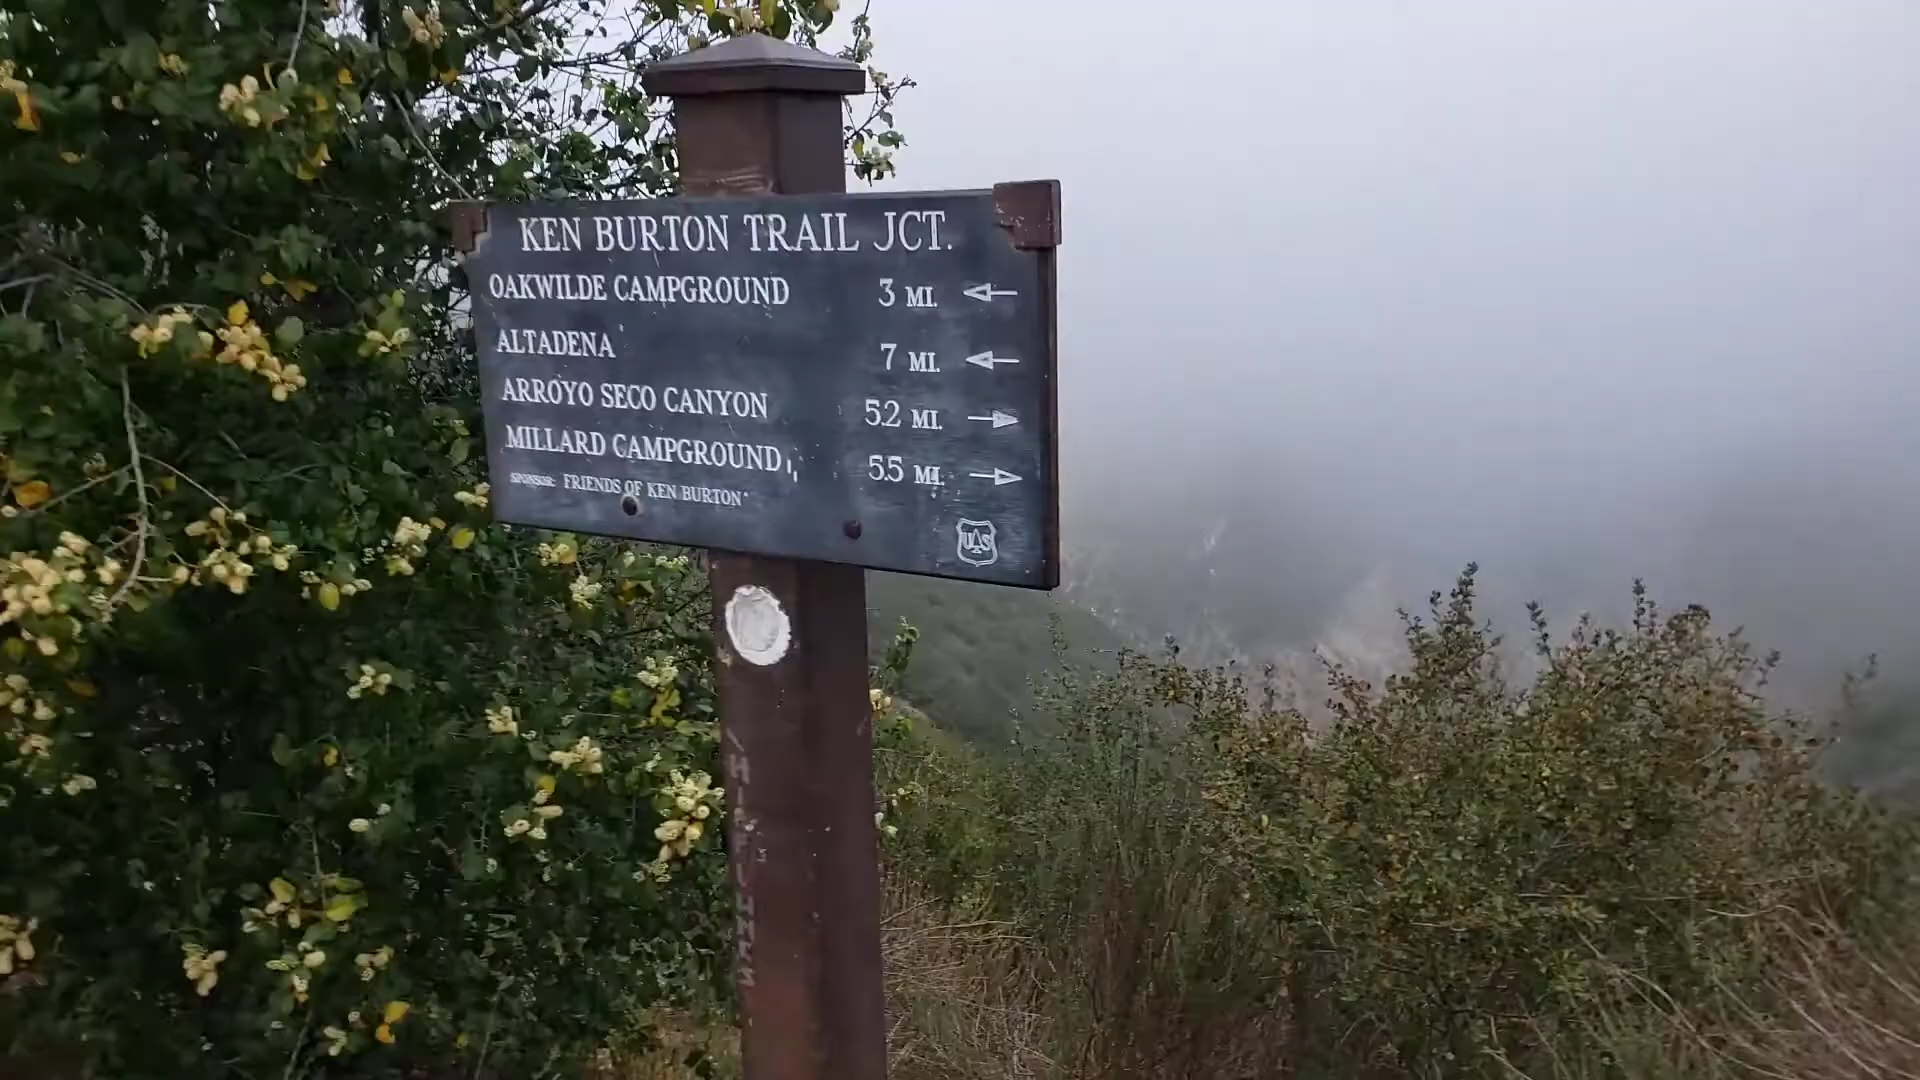 KEN BURTON TRAIL JCT.
OAKWILDE CAMPGROUND 3 MI.
ALTADENA 7 MI.
ARROYO SECO CANYON 5.2 MI.
MILLARD CAMPGROUND 5.5 MI.
SPONSOR: FRIENDS OF KEN BURTON
UAS